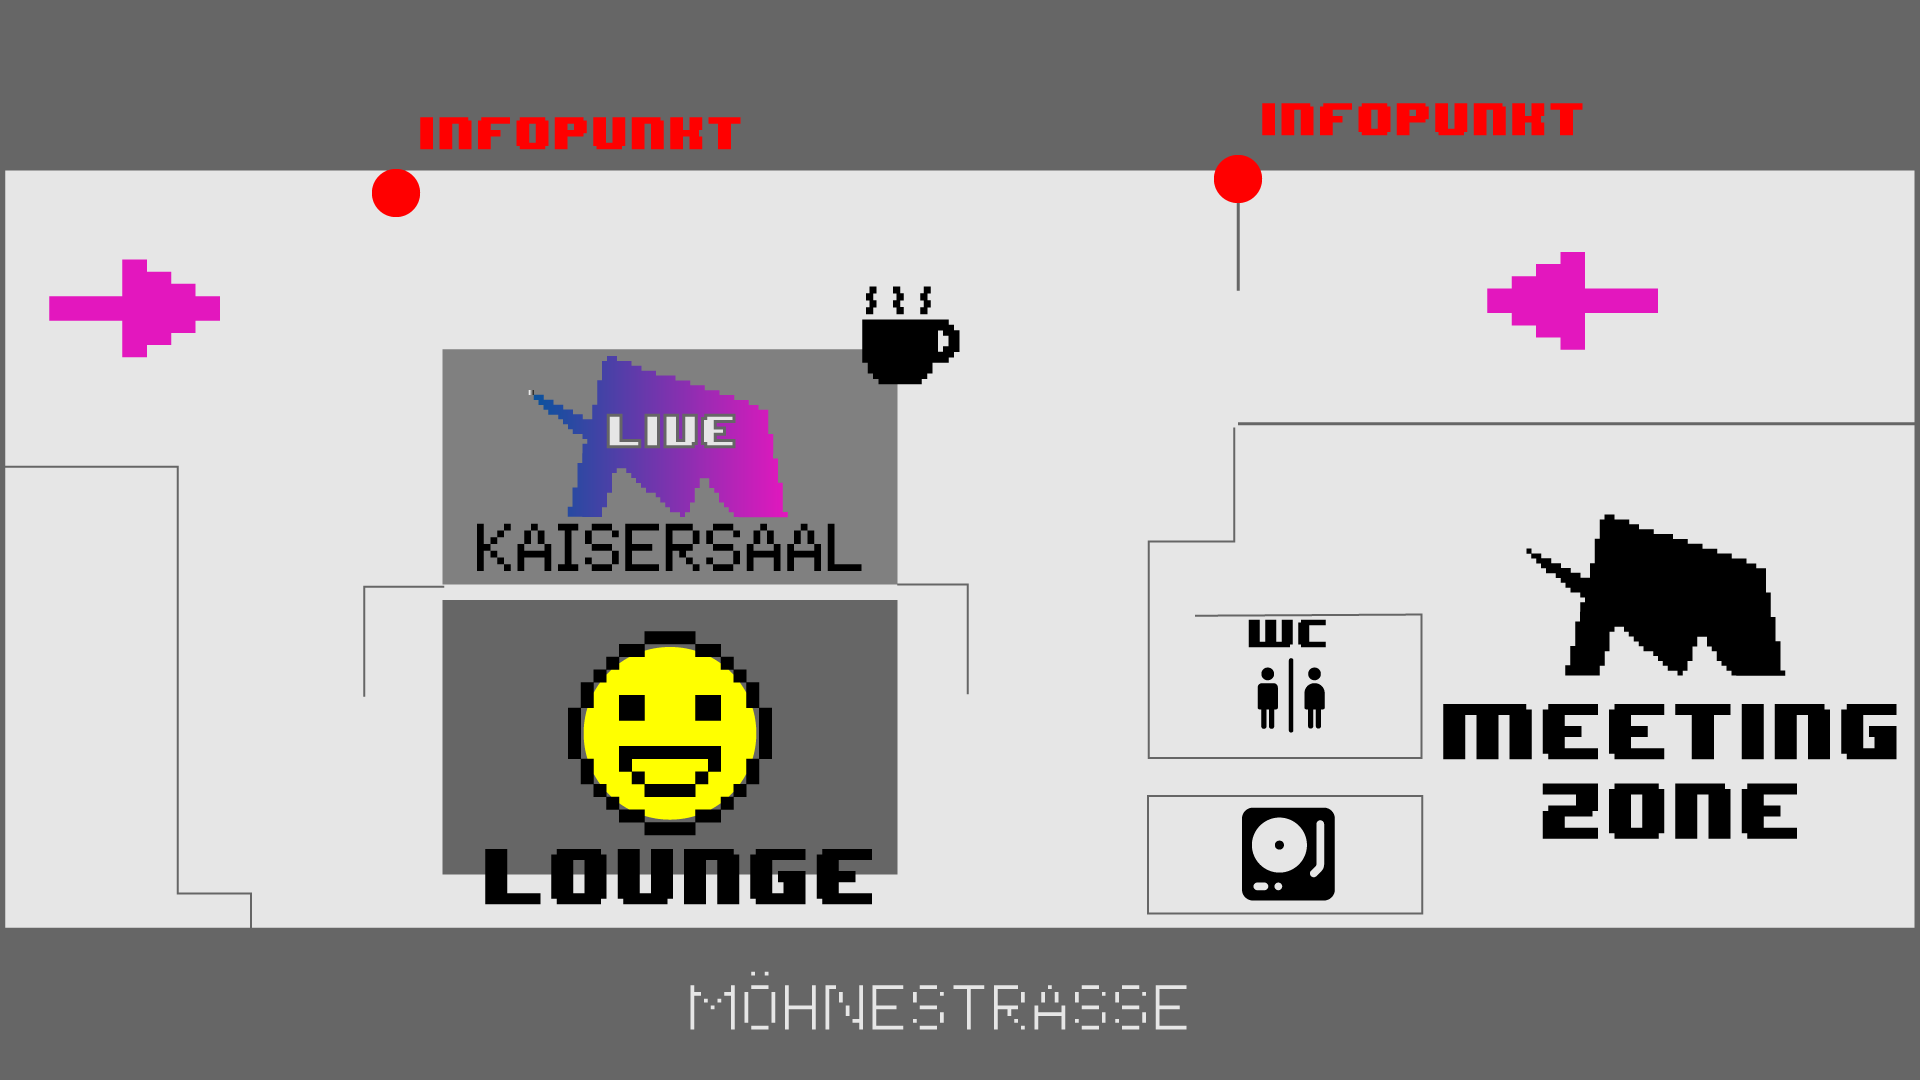 INFOPUNKT
INFOPUNKT
LIVE
KAISERSAAL
WC
MEETING
ZONE
LOUNGE
MÖHNESTRASSE